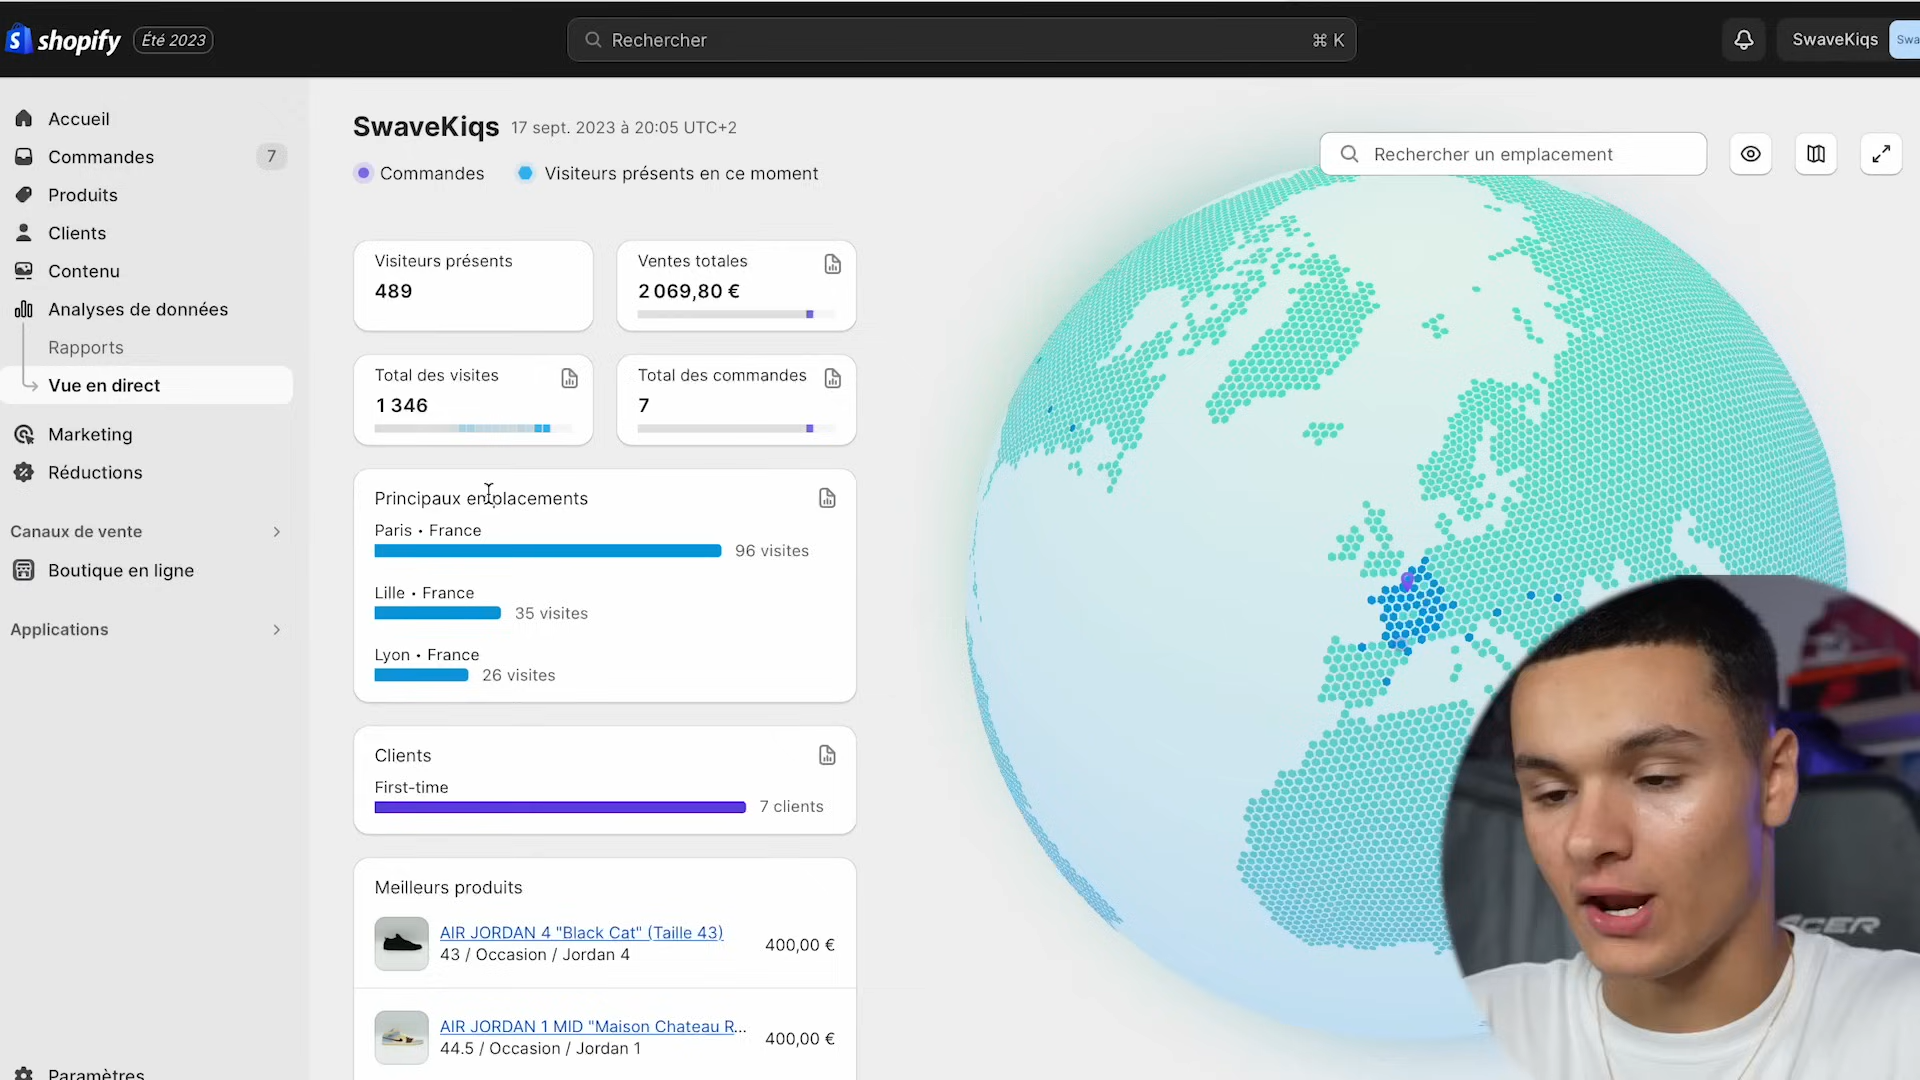 shopify
Été 2023
Rechercher
⌘ K
SwaveKiqs
Swa
Accueil
Commandes
7
Produits
Clients
Contenu
Analyses de données
Rapports
Vue en direct
Marketing
Réductions
Canaux de vente
Boutique en ligne
Applications
Paramètres
SwaveKiqs 17 sept. 2023 à 20:05 UTC+2
Commandes
Visiteurs présents en ce moment
Rechercher un emplacement
Visiteurs présents
489
Ventes totales
2 069,80 €
Total des visites
1 346
Total des commandes
7
Principaux emplacements
Paris • France
96 visites
Lille • France
35 visites
Lyon • France
26 visites
Clients
First-time
7 clients
Meilleurs produits
AIR JORDAN 4 "Black Cat" (Taille 43)
43 / Occasion / Jordan 4
400,00 €
AIR JORDAN 1 MID "Maison Chateau R...
44.5 / Occasion / Jordan 1
400,00 €